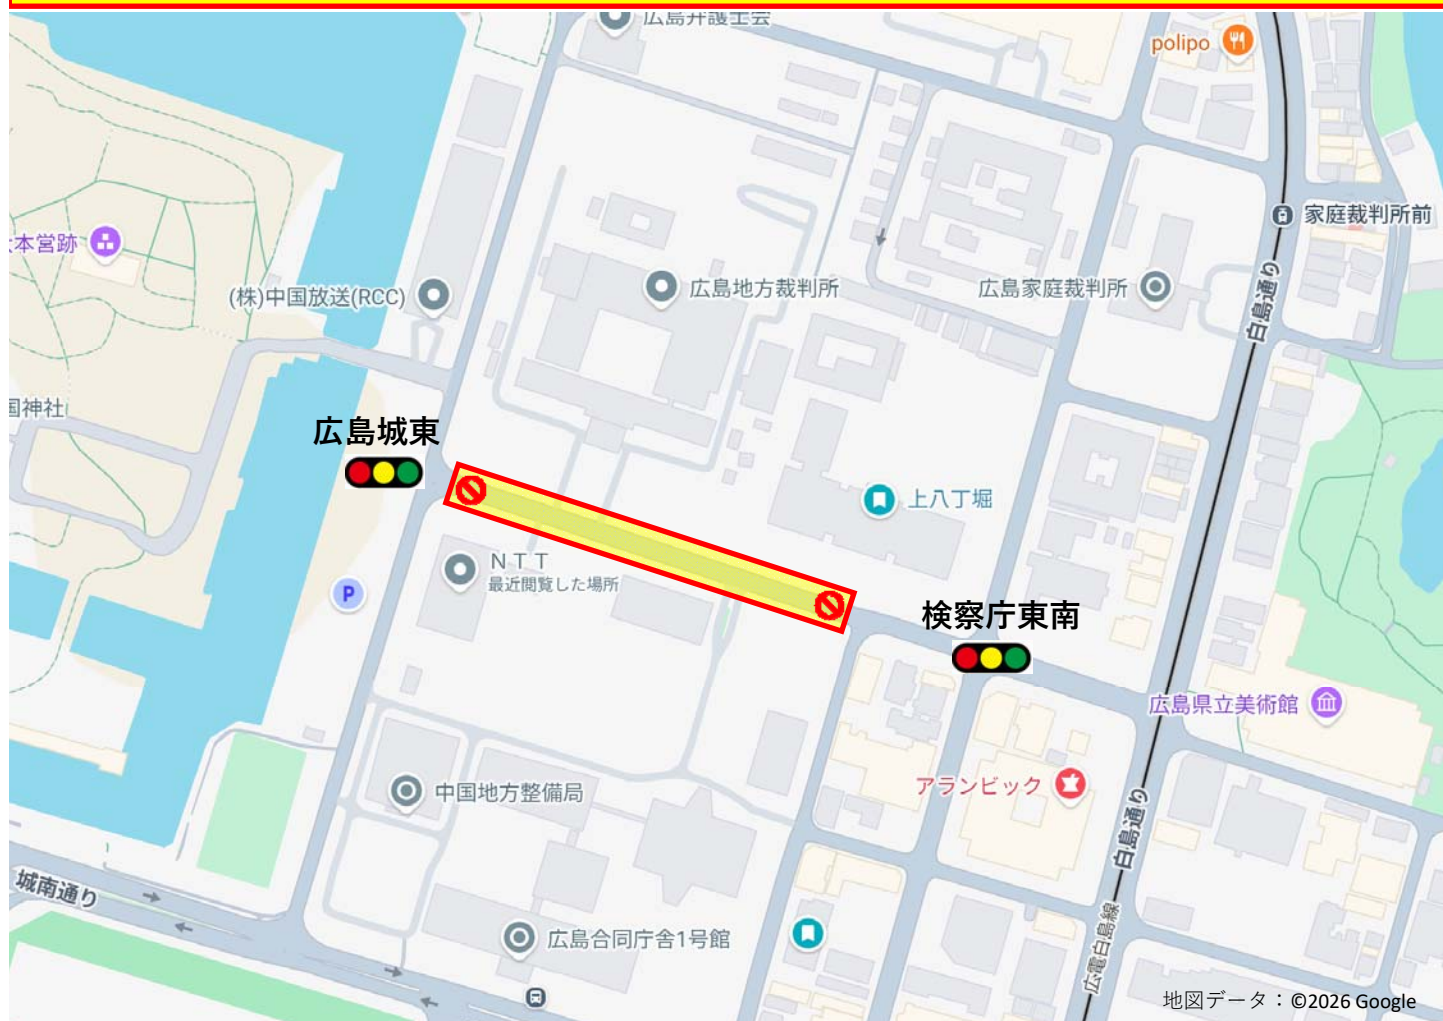 広島弁護士会
polipo
家庭裁判所前
本営跡
(株)中国放送(RCC)
広島地方裁判所
広島家庭裁判所
白島通り
国神社
広島城東
上八丁堀
NTT
最近閲覧した場所
P
検察庁東南
広島県立美術館
中国地方整備局
アランビック
白島通り
城南通り
広島合同庁舎1号館
広電白島線
地図データ:©2026 Google